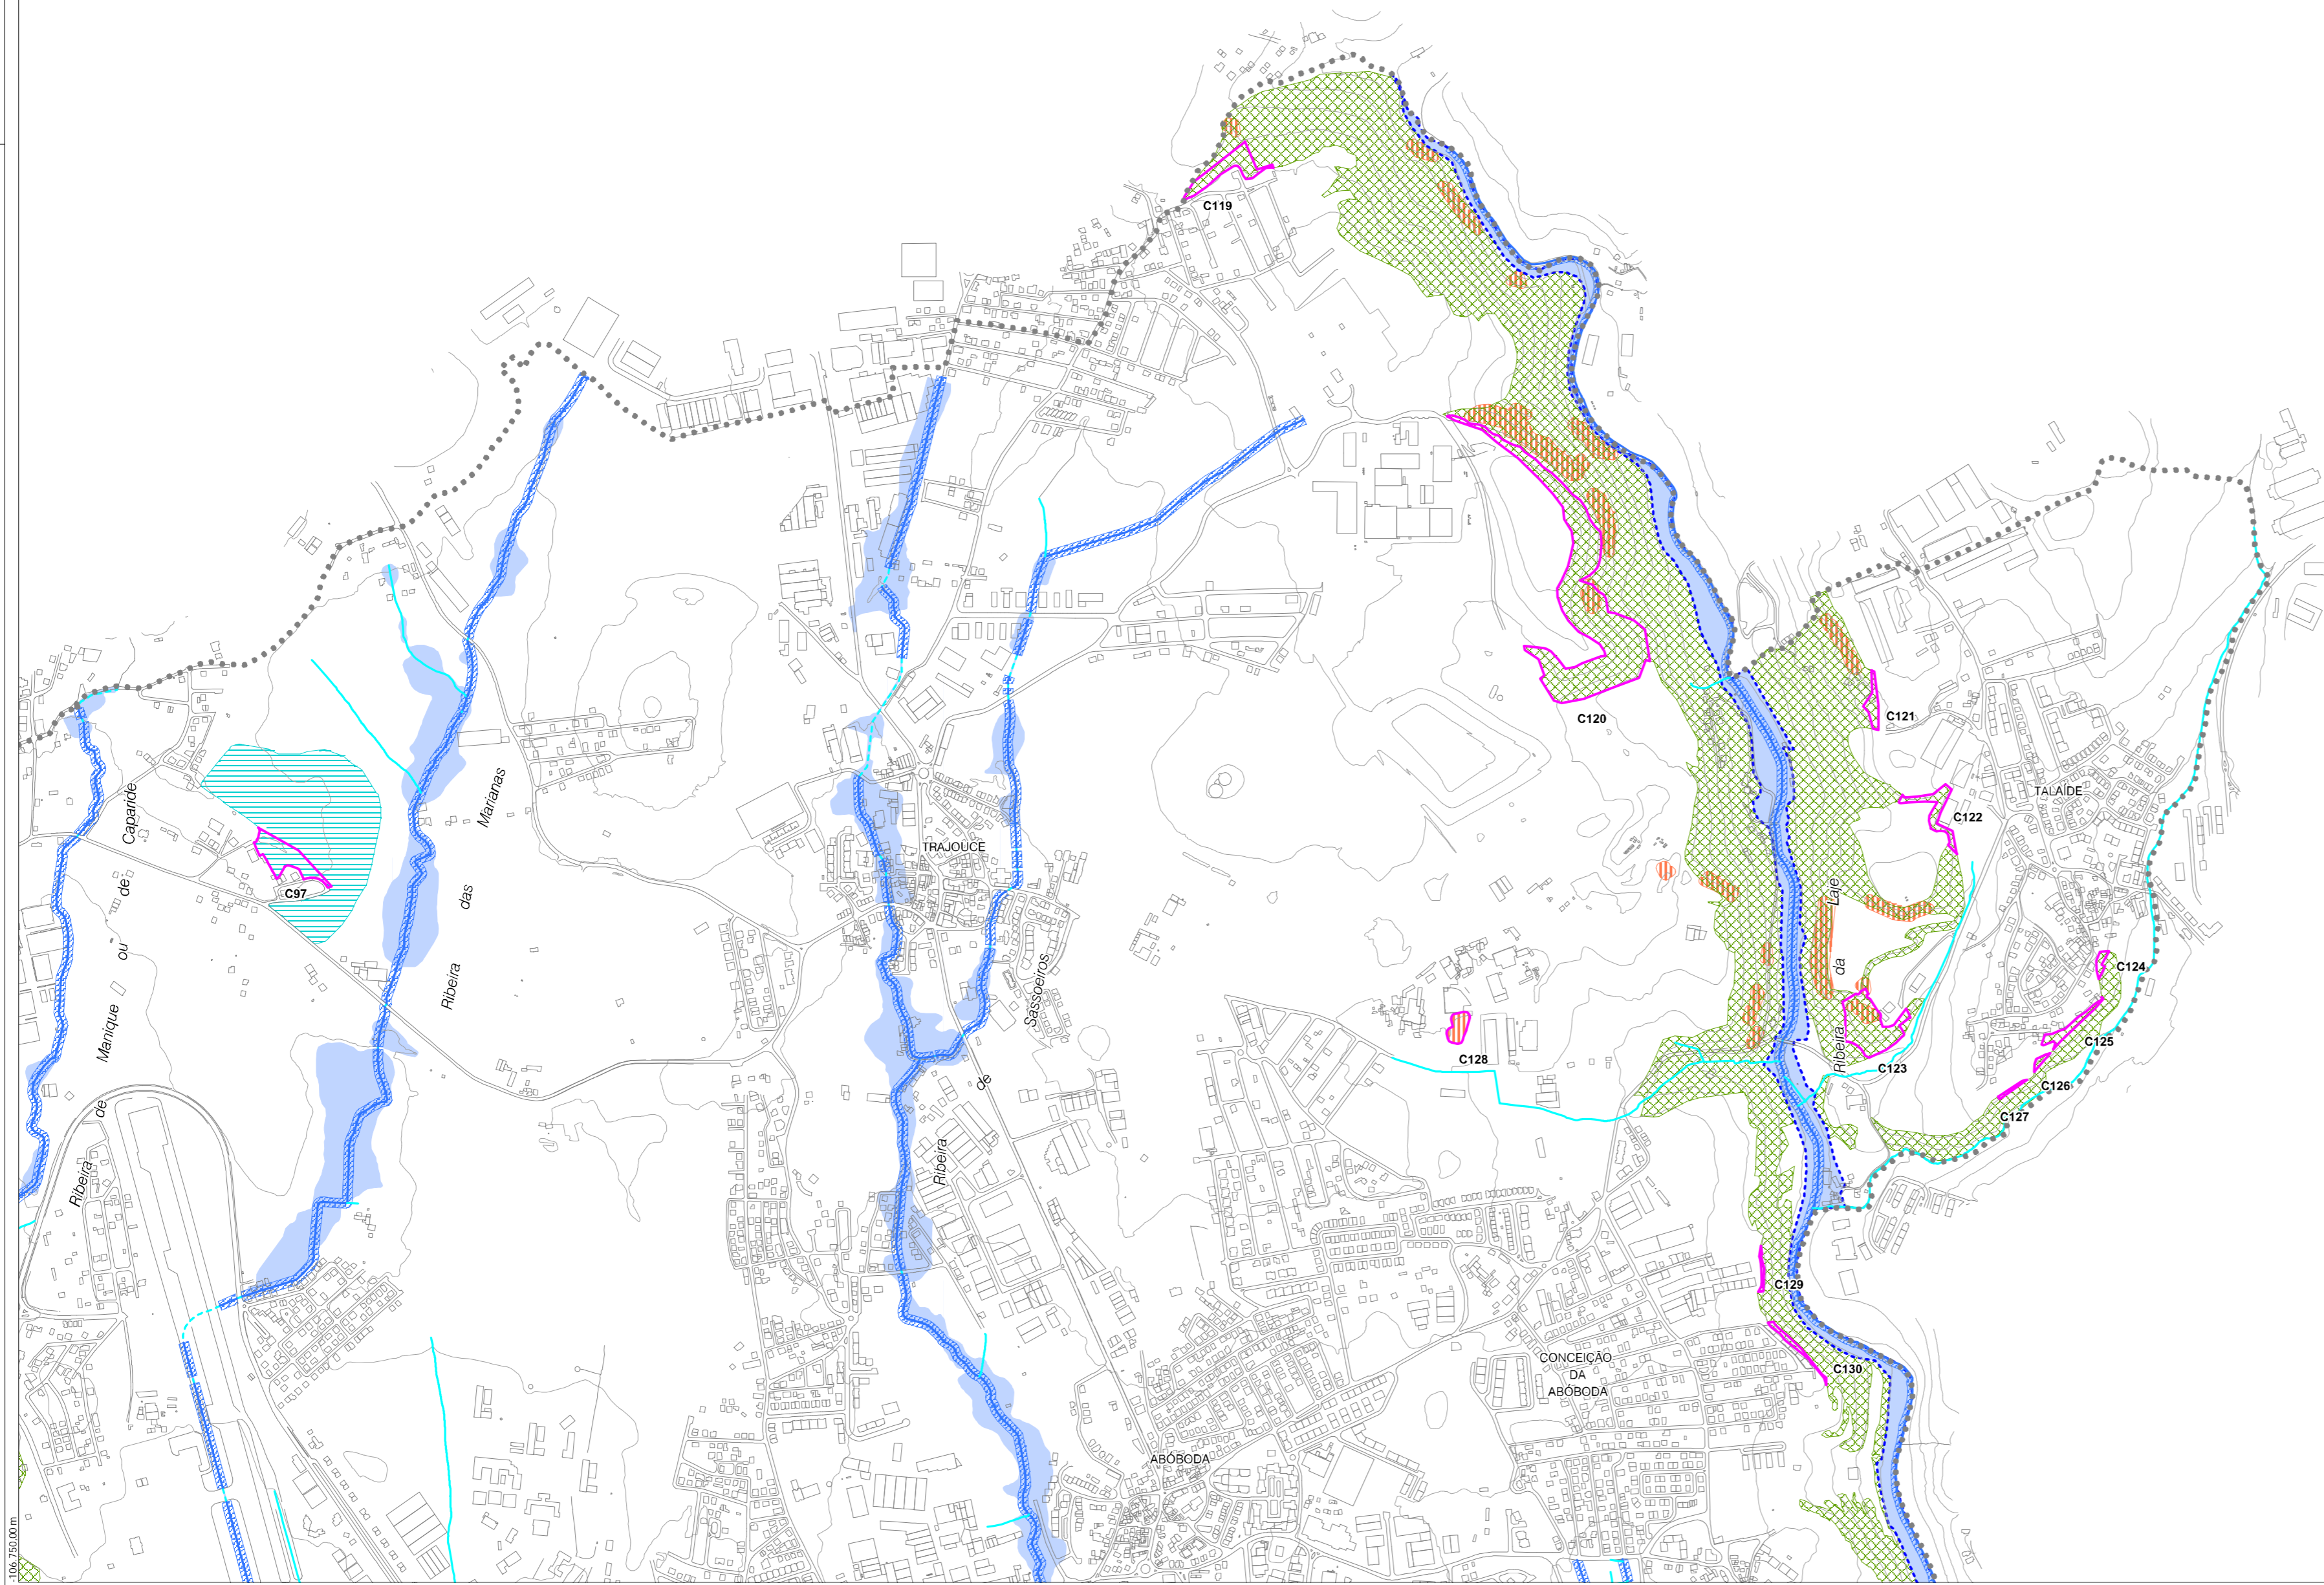 C119
C120
C121
TALAÍDE
C122
Caparide
de
ou
Manique
de
Ribeira
Marianas
das
Ribeira
C97
TRAJOUCE
Sassoeiros
de
Ribeira
Laje
da
Ribeira
C124
C125
C128
C123
C126
C127
C129
C130
CONCEIÇÃO
DA
ABÓBODA
ABÓBODA
-106.750.00 m